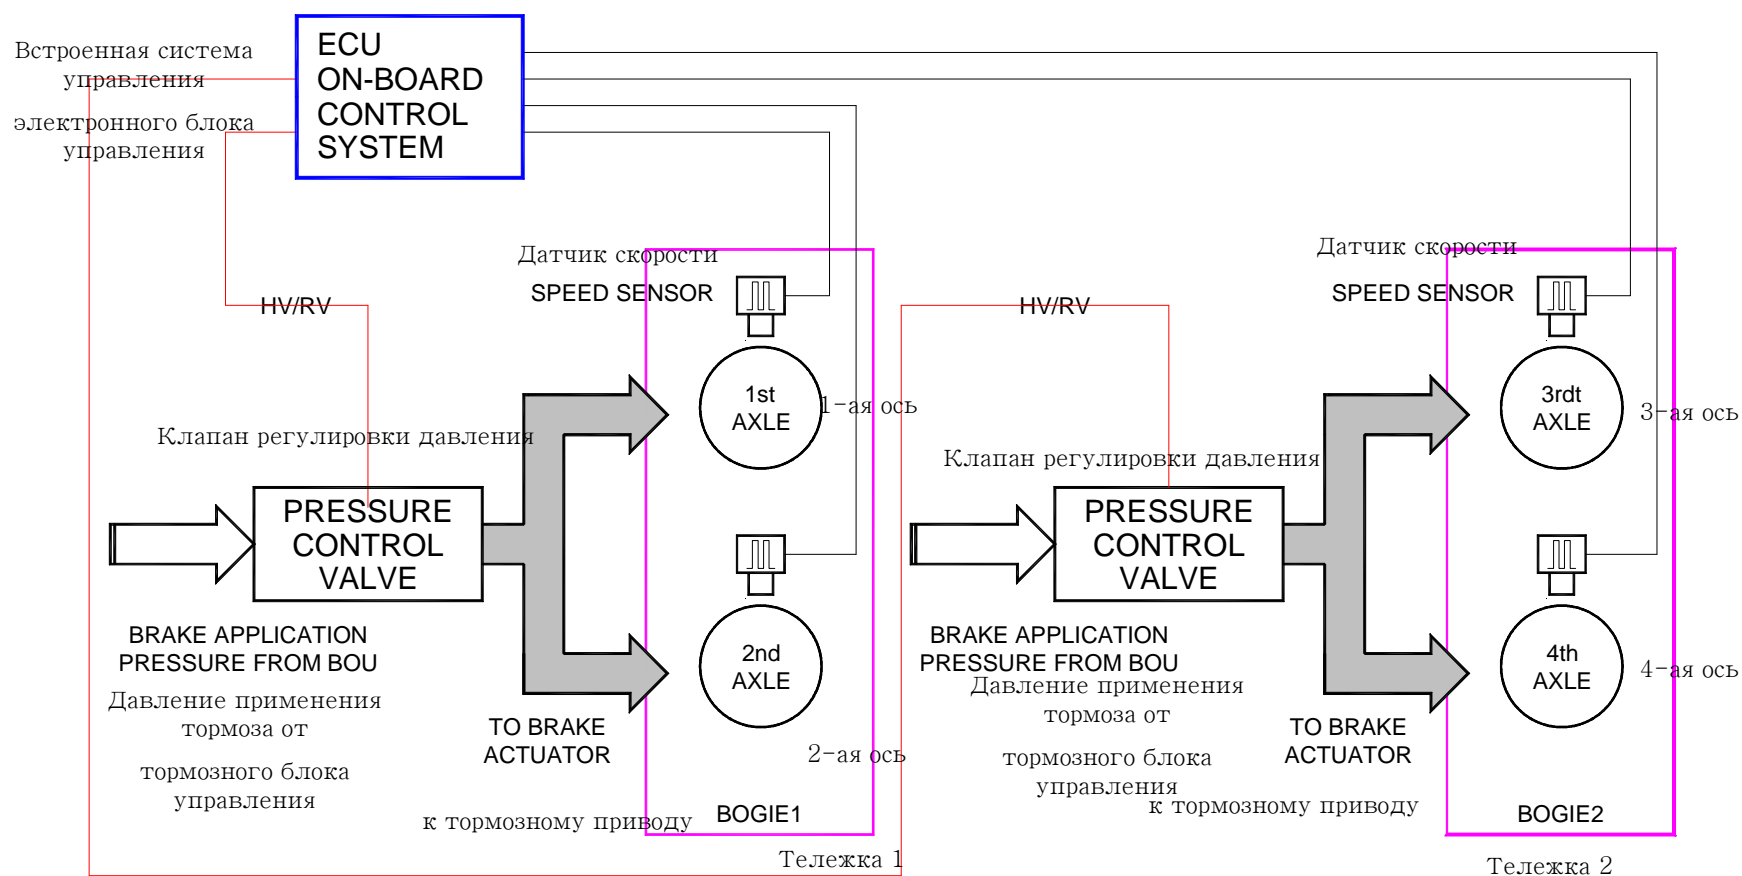 Встроенная система
управления
электронного блока
управления
ECU
ON-BOARD
CONTROL
SYSTEM
Датчик скорости
SPEED SENSOR
HV/RV
1st
AXLE
1-ая ось
Клапан регулировки давления
PRESSURE
CONTROL
VALVE
BRAKE APPLICATION
PRESSURE FROM BOU
Давление применения
тормоза от
тормозного блока
управления
2nd
AXLE
2-ая ось
TO BRAKE
ACTUATOR
к тормозному приводу
BOGIE1
Тележка 1
Датчик скорости
SPEED SENSOR
HV/RV
3rdt
AXLE
3-ая ось
Клапан регулировки давления
PRESSURE
CONTROL
VALVE
BRAKE APPLICATION
PRESSURE FROM BOU
Давление применения
тормоза от
тормозного блока
управления
4th
AXLE
4-ая ось
TO BRAKE
ACTUATOR
к тормозному приводу
BOGIE2
Тележка 2